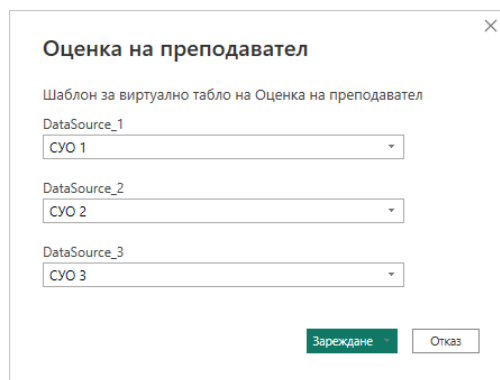 Оценка на преподавател
Шаблон за виртуално табло на Оценка на преподавател
DataSource_1
СУО 1
DataSource_2
СУО 2
DataSource_3
СУО 3
Зареждане
Отказ